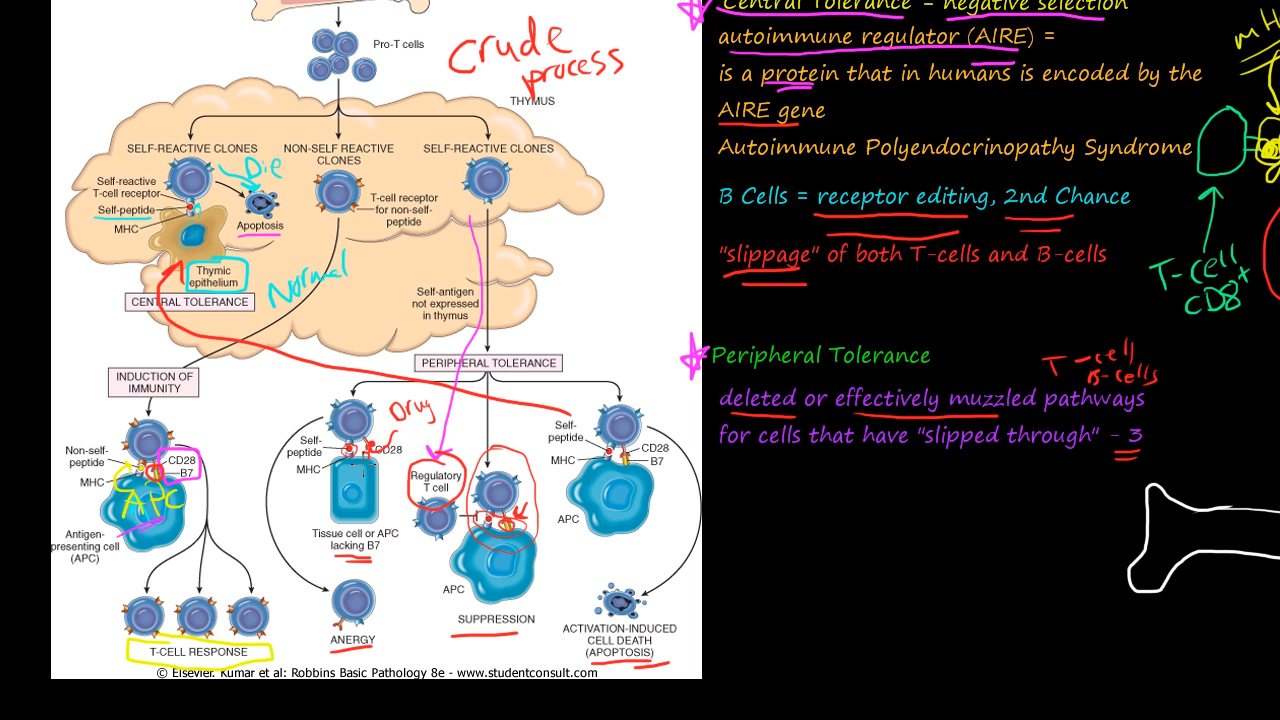 Pro-T cells
Crude
process
THYMUS
SELF-REACTIVE CLONES
NON-SELF REACTIVE
CLONES
SELF-REACTIVE CLONES
Die
Self-reactive
T-cell receptor
Self-peptide
MHC
Apoptosis
T-cell receptor
for non-self-
peptide
Thymic
epithelium
Normal
CENTRAL TOLERANCE
Self-antigen
not expressed
in thymus
PERIPHERAL TOLERANCE
INDUCTION OF
IMMUNITY
Non-self-
peptide
MHC
CD28
B7
APC
Antigen-
presenting cell
(APC)
T-CELL RESPONSE
Drug
Self-
peptide
MHC
CD28
Tissue cell or APC
lacking B7
ANERGY
Regulatory
T cell
APC
SUPPRESSION
Self-
peptide
MHC
CD28
B7
APC
ACTIVATION-INDUCED
CELL DEATH
(APOPTOSIS)
© Elsevier. Kumar et al: Robbins Basic Pathology 8e - www.studentconsult.com
Central Tolerance = negative selection
autoimmune regulator (AIRE) =
is a protein that in humans is encoded by the
AIRE gene
Autoimmune Polyendocrinopathy Syndrome
B Cells = receptor editing, 2nd Chance
"slippage" of both T-cells and B-cells
T-cell
CD8+
Peripheral Tolerance
T-cell
B-cells
deleted or effectively muzzled pathways
for cells that have "slipped through" - 3